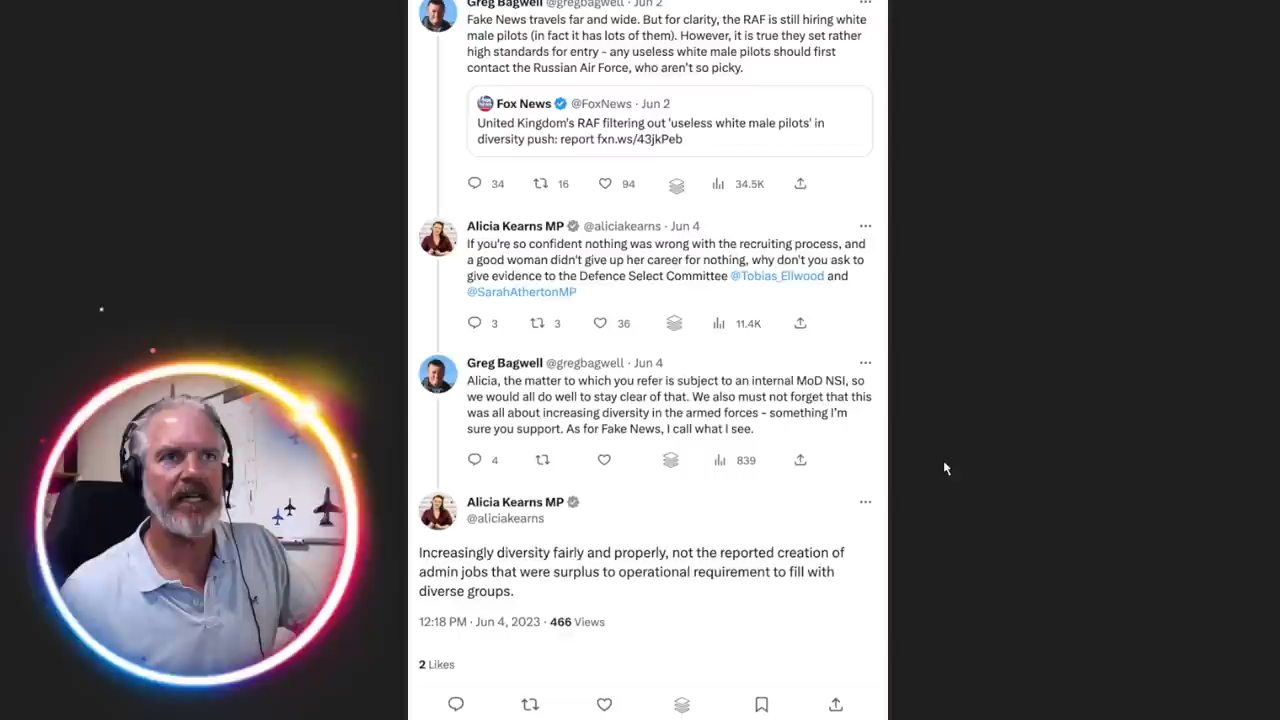 Greg Bagwell @gregbagwell · Jun 2
Fake News travels far and wide. But for clarity, the RAF is still hiring white
male pilots (in fact it has lots of them). However, it is true they set rather
high standards for entry - any useless white male pilots should first
contact the Russian Air Force, who aren't so picky.
Fox News @FoxNews · Jun 2
United Kingdom's RAF filtering out 'useless white male pilots' in
diversity push: report fxn.ws/43jkPeb
34 16 94 34.5K
Alicia Kearns MP @aliciakearns · Jun 4
If you're so confident nothing was wrong with the recruiting process, and
a good woman didn't give up her career for nothing, why don't you ask to
give evidence to the Defence Select Committee @Tobias_Ellwood and
@SarahAthertonMP
3 3 36 11.4K
Greg Bagwell @gregbagwell · Jun 4
Alicia, the matter to which you refer is subject to an internal MoD NSI, so
we would all do well to stay clear of that. We also must not forget that this
was all about increasing diversity in the armed forces - something I'm
sure you support. As for Fake News, I call what I see.
4 839
Alicia Kearns MP
@aliciakearns
Increasingly diversity fairly and properly, not the reported creation of
admin jobs that were surplus to operational requirement to fill with
diverse groups.
12:18 PM · Jun 4, 2023 · 466 Views
2 Likes